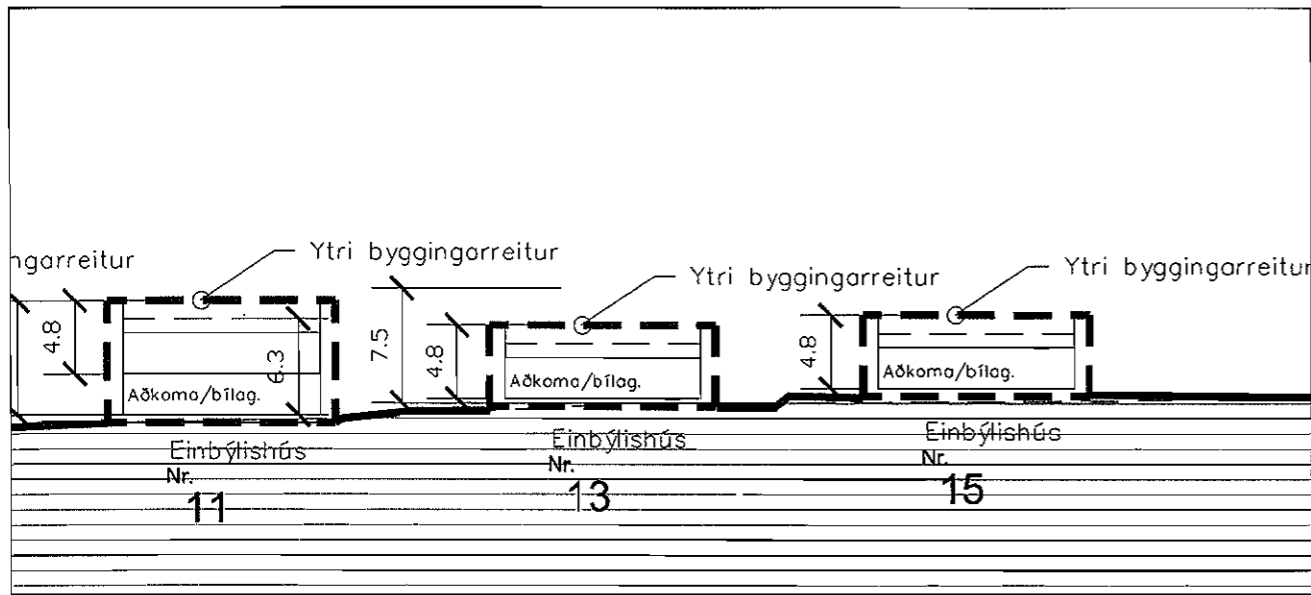 ngarreitur
Ytri byggingarreitur
Ytri byggingarreitur
Ytri byggingarreitur
4.8
6.3
7.5
4.8
4.8
Aðkoma/bílag.
Aðkoma/bílag.
Aðkoma/bílag.
Einbýlishús
Nr.
11
Einbýlishús
Nr.
13
Einbýlishús
Nr.
15